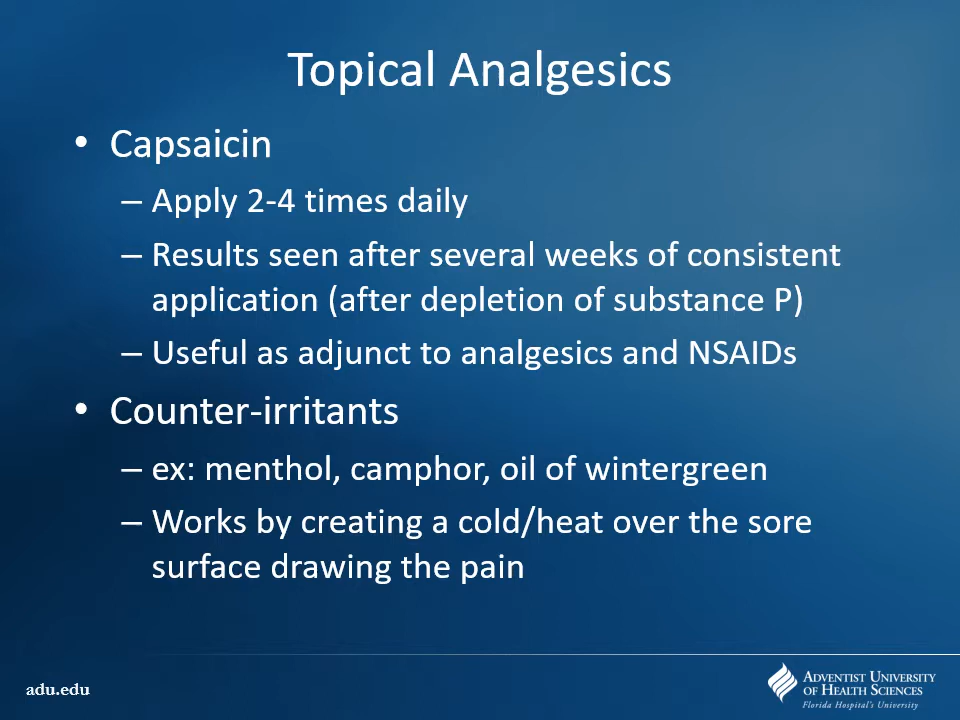 Topical Analgesics
• Capsaicin
– Apply 2-4 times daily
– Results seen after several weeks of consistent
application (after depletion of substance P)
– Useful as adjunct to analgesics and NSAIDs
• Counter-irritants
– ex: menthol, camphor, oil of wintergreen
– Works by creating a cold/heat over the sore
surface drawing the pain
adu.edu
Adventist University
of Health Sciences
Florida Hospital's University